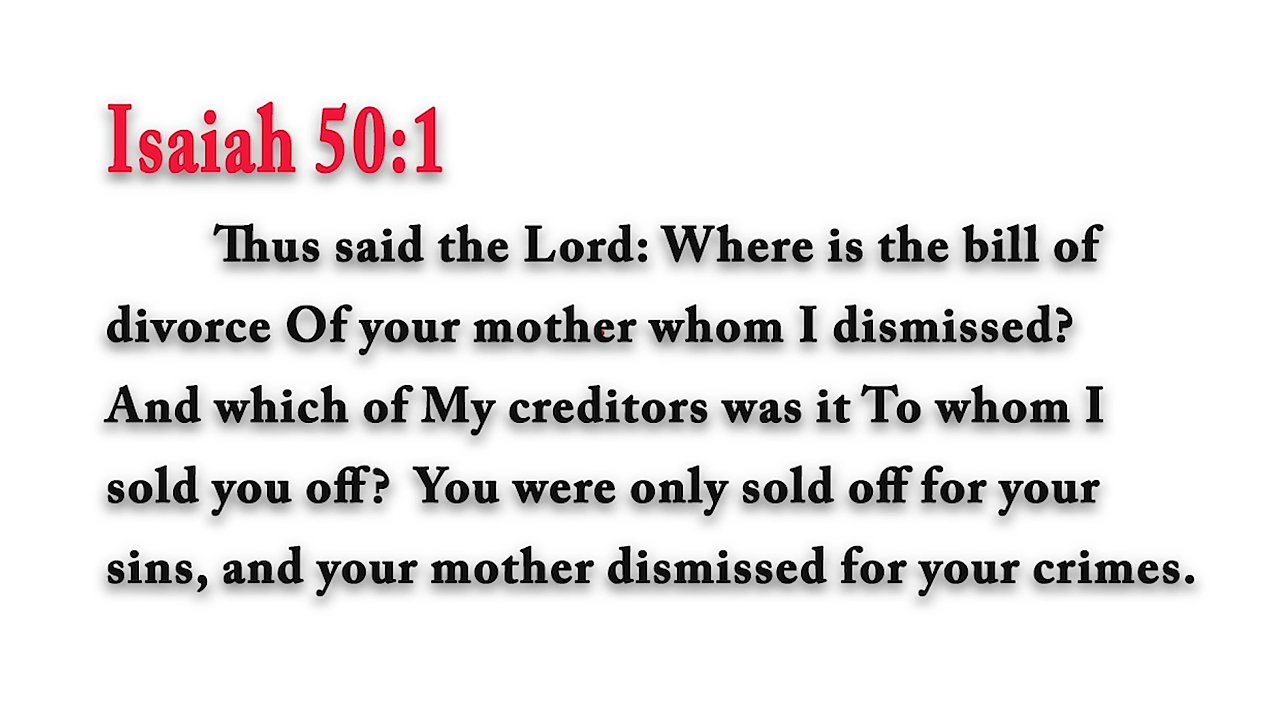 Isaiah 50:1
Thus said the Lord: Where is the bill of
divorce Of your mother whom I dismissed?
And which of My creditors was it To whom I
sold you off?  You were only sold off for your
sins, and your mother dismissed for your crimes.